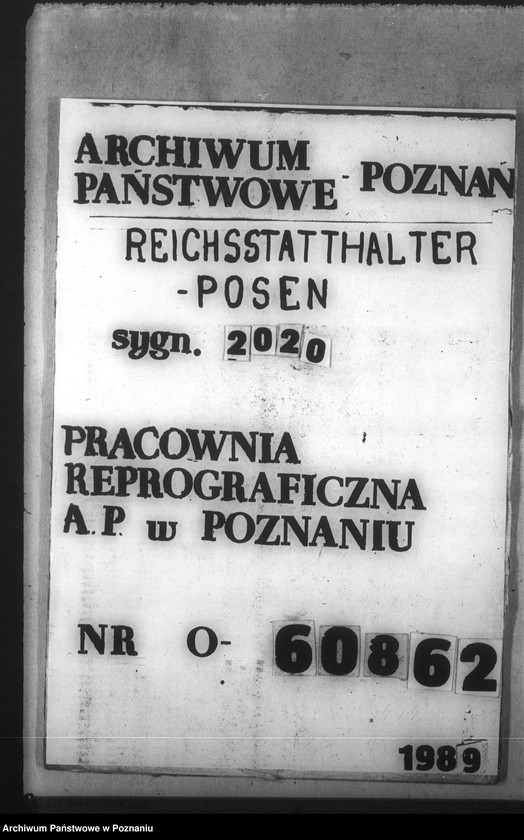 ARCHIWUM
PAŃSTWOWE - POZNAŃ
REICHSSTATTHALTER
-POSEN
sygn. 2020
PRACOWNIA
REPROGRAFICZNA
A.P. w POZNANIU
NR O- 60862
1989
Archiwum Państwowe w Poznaniu